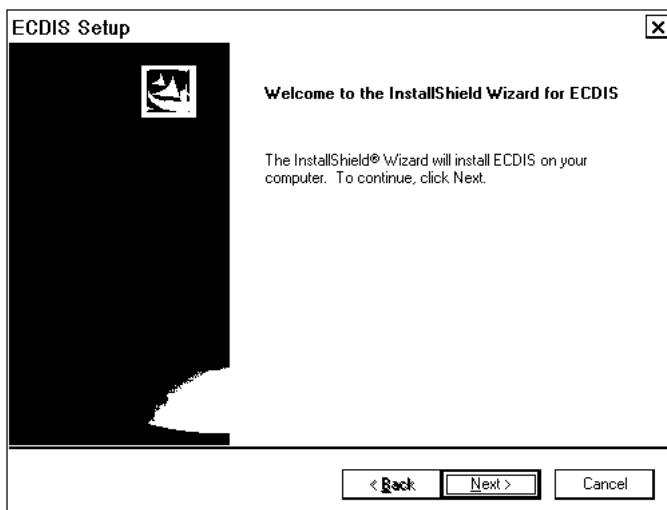 ECDIS Setup
Welcome to the InstallShield Wizard for ECDIS
The InstallShield® Wizard will install ECDIS on your
computer. To continue, click Next.
< Back
Next >
Cancel